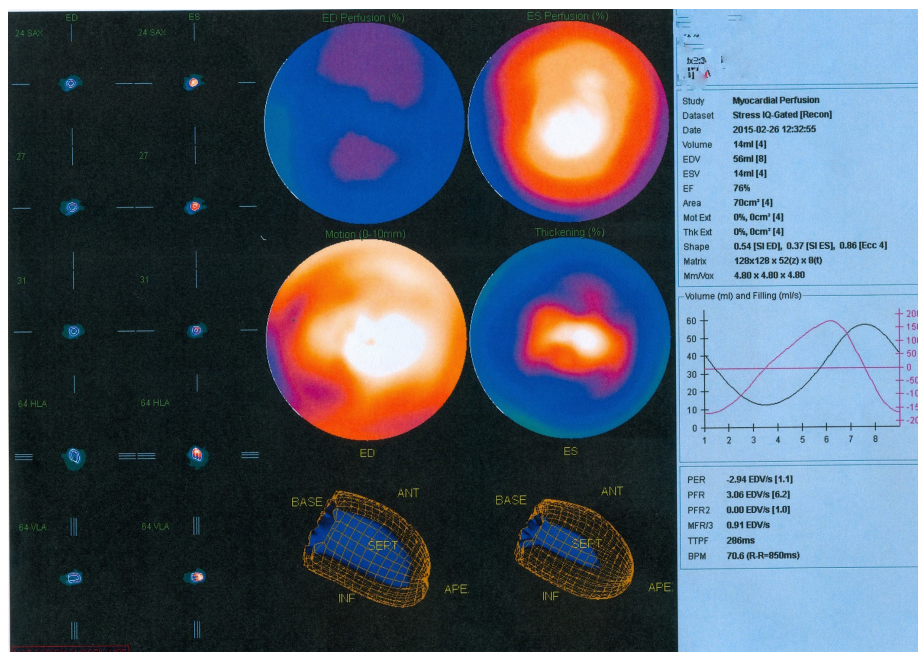 ED
ES
24 SAX
24 SAX
27
27
31
31
64 HLA
64 HLA
64 VLA
64 VLA
ED Perfusion (%)
ES Perfusion (%)
Motion (0-10mm)
Thickening (%)
ED
ES
BASE
ANT
SEPT
INF
APE
BASE
ANT
SEPT
INF
APE
Study Myocardial Perfusion
Dataset Stress IQ-Gated [Recon]
Date 2015-02-26 12:32:55
Volume 14ml [4]
EDV 56ml [8]
ESV 14ml [4]
EF 76%
Area 70cm² [4]
Mot Ext 0%, 0cm² [4]
Thk Ext 0%, 0cm² [4]
Shape 0.54 [SI ED], 0.37 [SI ES], 0.86 [Ecc 4]
Matrix 128x128 x 52(z) x 8(t)
Mm/Vox 4.80 x 4.80 x 4.80
Volume (ml) and Filling (ml/s)
60
50
40
30
20
10
0
1 2 3 4 5 6 7 8
150
100
50
0
-50
-100
-150
PER -2.94 EDV/s [1.1]
PFR 3.06 EDV/s [6.2]
PFR2 0.00 EDV/s [1.0]
MFR/3 0.91 EDV/s
TTPF 286ms
BPM 70.6 (R-R=850ms)